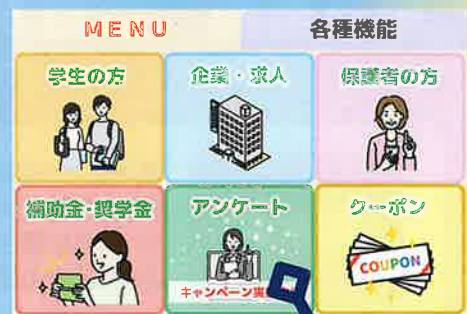 MENU
各種機能
学生の方
企業・求人
保護者の方
補助金・奨学金
アンケート
クーポン
キャンペーン実
COUPON